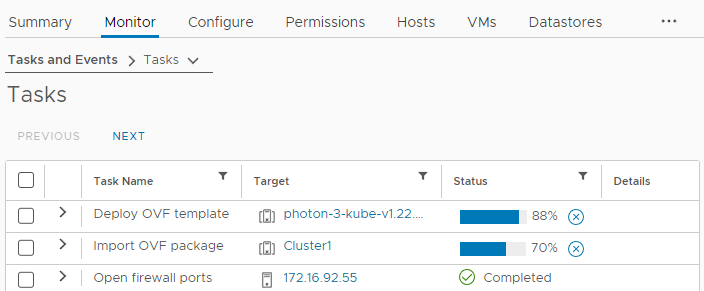 Summary Monitor Configure Permissions Hosts VMs Datastores ...
Tasks and Events > Tasks
Tasks
PREVIOUS NEXT
Task Name Target Status Details
Deploy OVF template photon-3-kube-v1.22.... 88%
Import OVF package Cluster1 70%
Open firewall ports 172.16.92.55 Completed